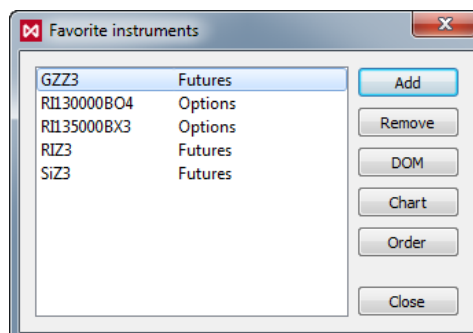 Favorite instruments
GZZ3 Futures
RI130000BO4 Options
RI135000BX3 Options
RIZ3 Futures
SiZ3 Futures
Add
Remove
DOM
Chart
Order
Close